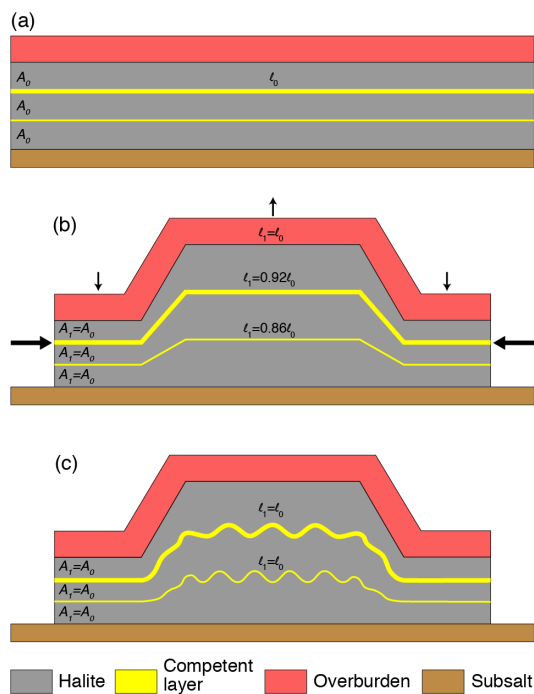 (a)
A₀
ℓ₀
A₀
A₀
(b)
ℓ₁=ℓ₀
ℓ₁=0.92ℓ₀
A₁=A₀
ℓ₁=0.86ℓ₀
A₁=A₀
A₁=A₀
(c)
ℓ₁=ℓ₀
A₁=A₀
ℓ₁=ℓ₀
A₁=A₀
A₁=A₀
Halite
Competent
layer
Overburden
Subsalt